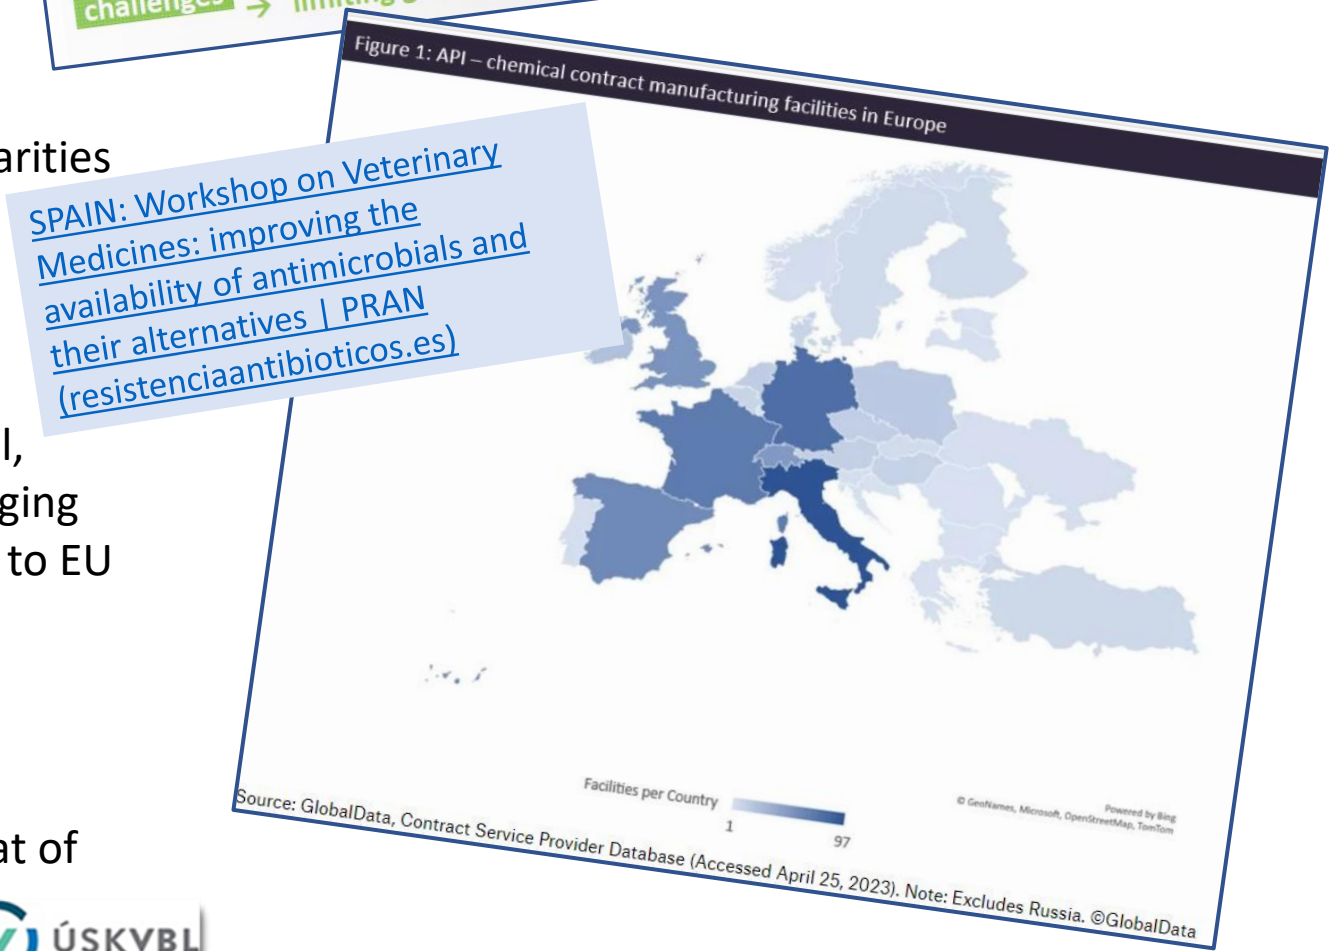 challenges →
Figure 1: API – chemical contract manufacturing facilities in Europe
arities
SPAIN: Workshop on Veterinary
Medicines: improving the
availability of antimicrobials and
their alternatives | PRAN
(resistenciaantibioticos.es)
l,
ging
to EU
Facilities per Country
1
97
© GeoNames, Microsoft, OpenStreetMap, TomTom
Powered by Bing
Source: GlobalData, Contract Service Provider Database (Accessed April 25, 2023). Note: Excludes Russia. ©GlobalData
at of
ÚSKVBL